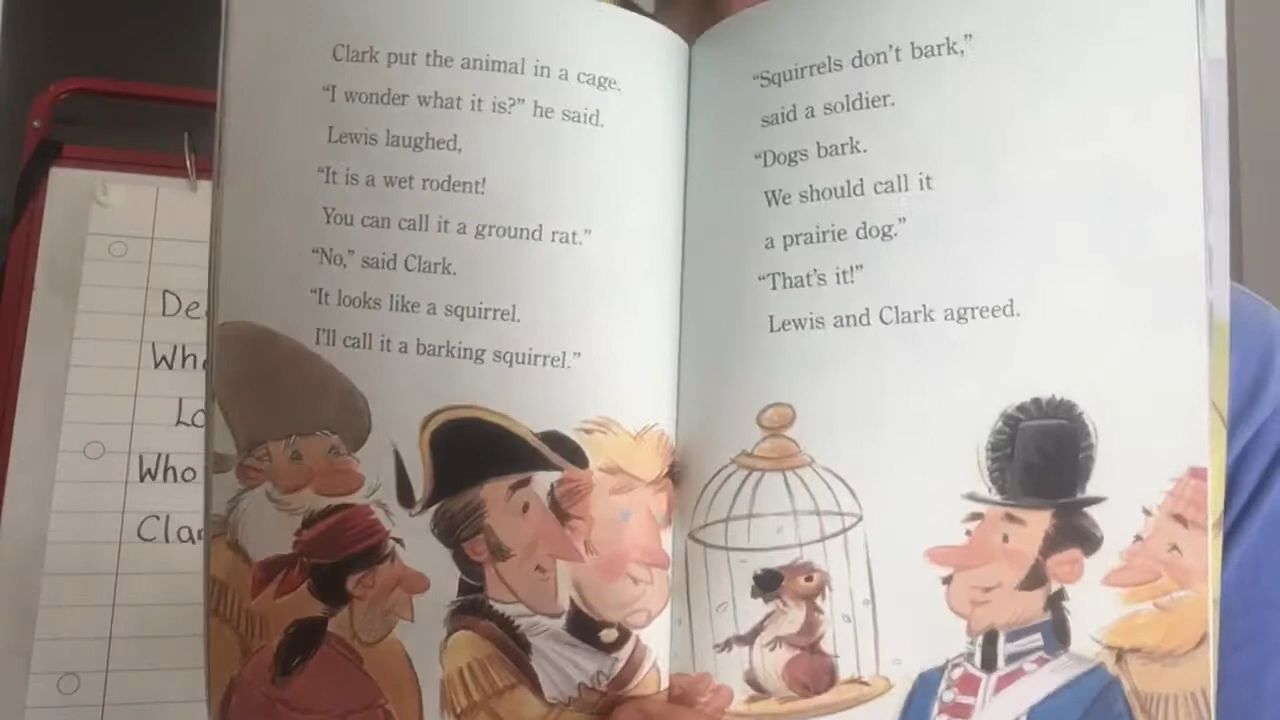 Clark put the animal in a cage.
“I wonder what it is?” he said.
Lewis laughed,
“It is a wet rodent!
You can call it a ground rat.”
“No,” said Clark.
“It looks like a squirrel.
I’ll call it a barking squirrel.”
“Squirrels don’t bark,”
said a soldier.
“Dogs bark.
We should call it
a prairie dog.”
“That’s it!”
Lewis and Clark agreed.
Who